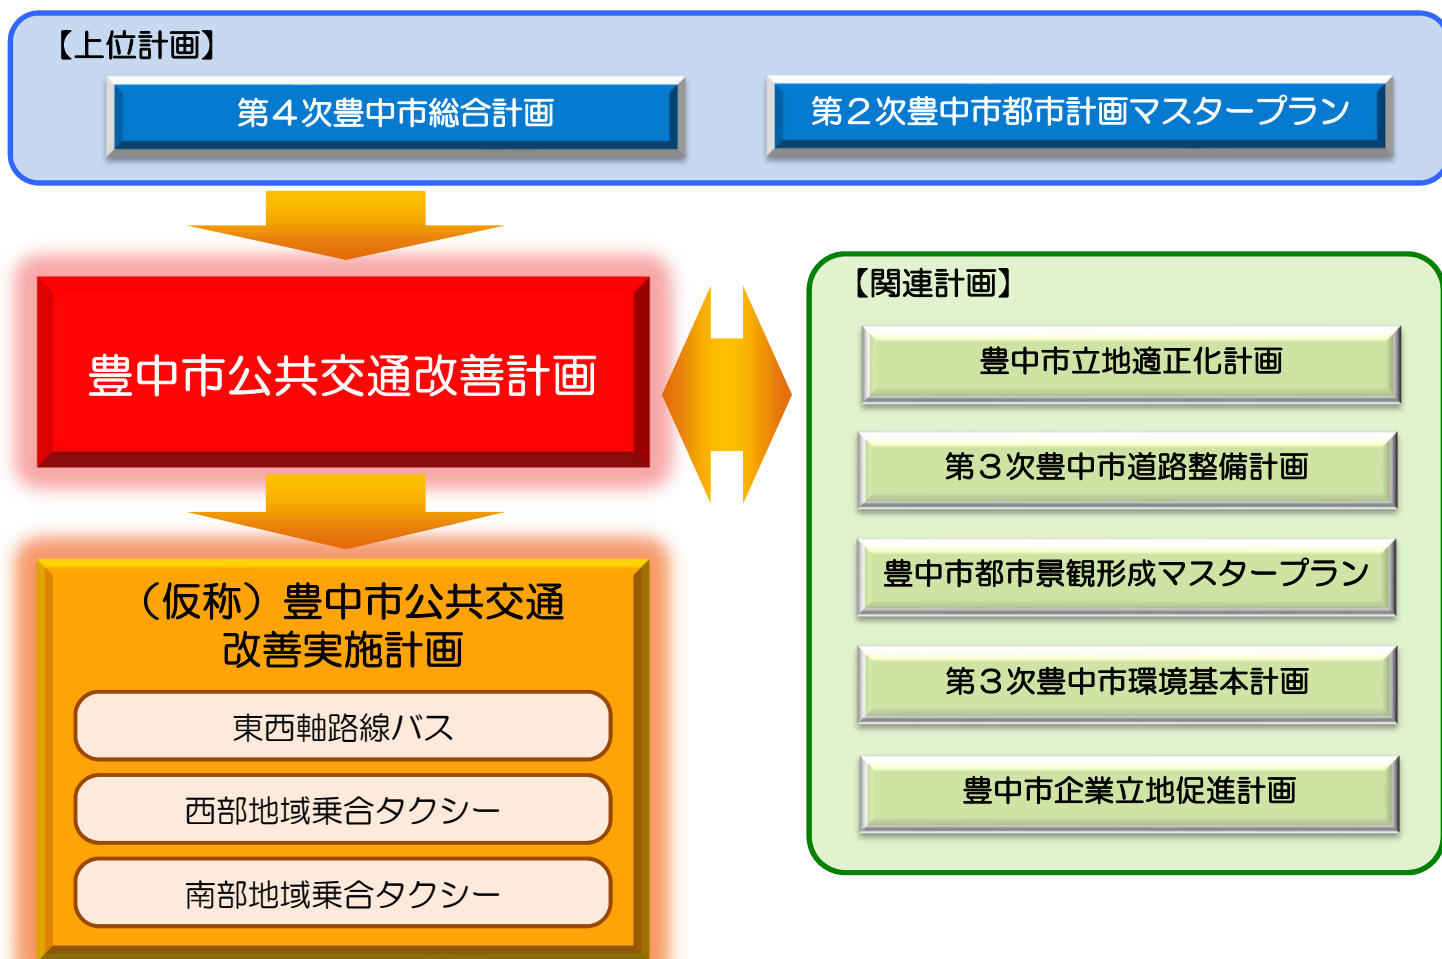 【上位計画】
第４次豊中市総合計画
第２次豊中市都市計画マスタープラン
豊中市公共交通改善計画
【関連計画】
豊中市立地適正化計画
第３次豊中市道路整備計画
豊中市都市景観形成マスタープラン
第３次豊中市環境基本計画
豊中市企業立地促進計画
（仮称）豊中市公共交通
改善実施計画
東西軸路線バス
西部地域乗合タクシー
南部地域乗合タクシー